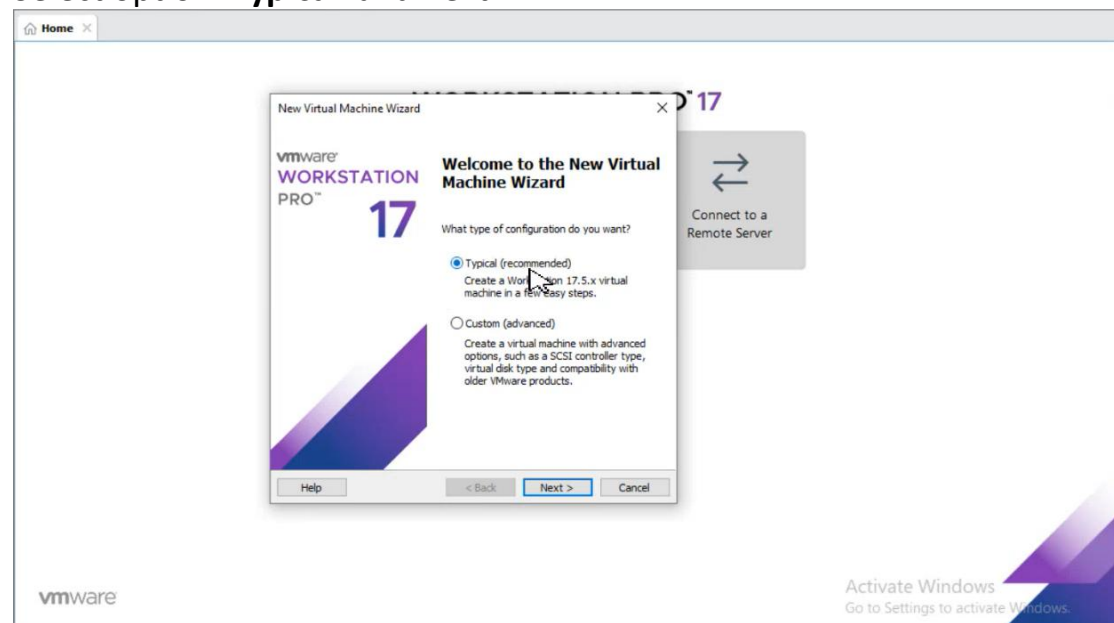 Home
17
New Virtual Machine Wizard
vmware
WORKSTATION
PRO™
17
Welcome to the New Virtual
Machine Wizard
What type of configuration do you want?
Typical (recommended)
Create a Workstation 17.5.x virtual
machine in a few easy steps.
Custom (advanced)
Create a virtual machine with advanced
options, such as a SCSI controller type,
virtual disk type and compatibility with
older VMware products.
Help
< Back
Next >
Cancel
Connect to a
Remote Server
vmware
Activate Windows
Go to Settings to activate Windows.